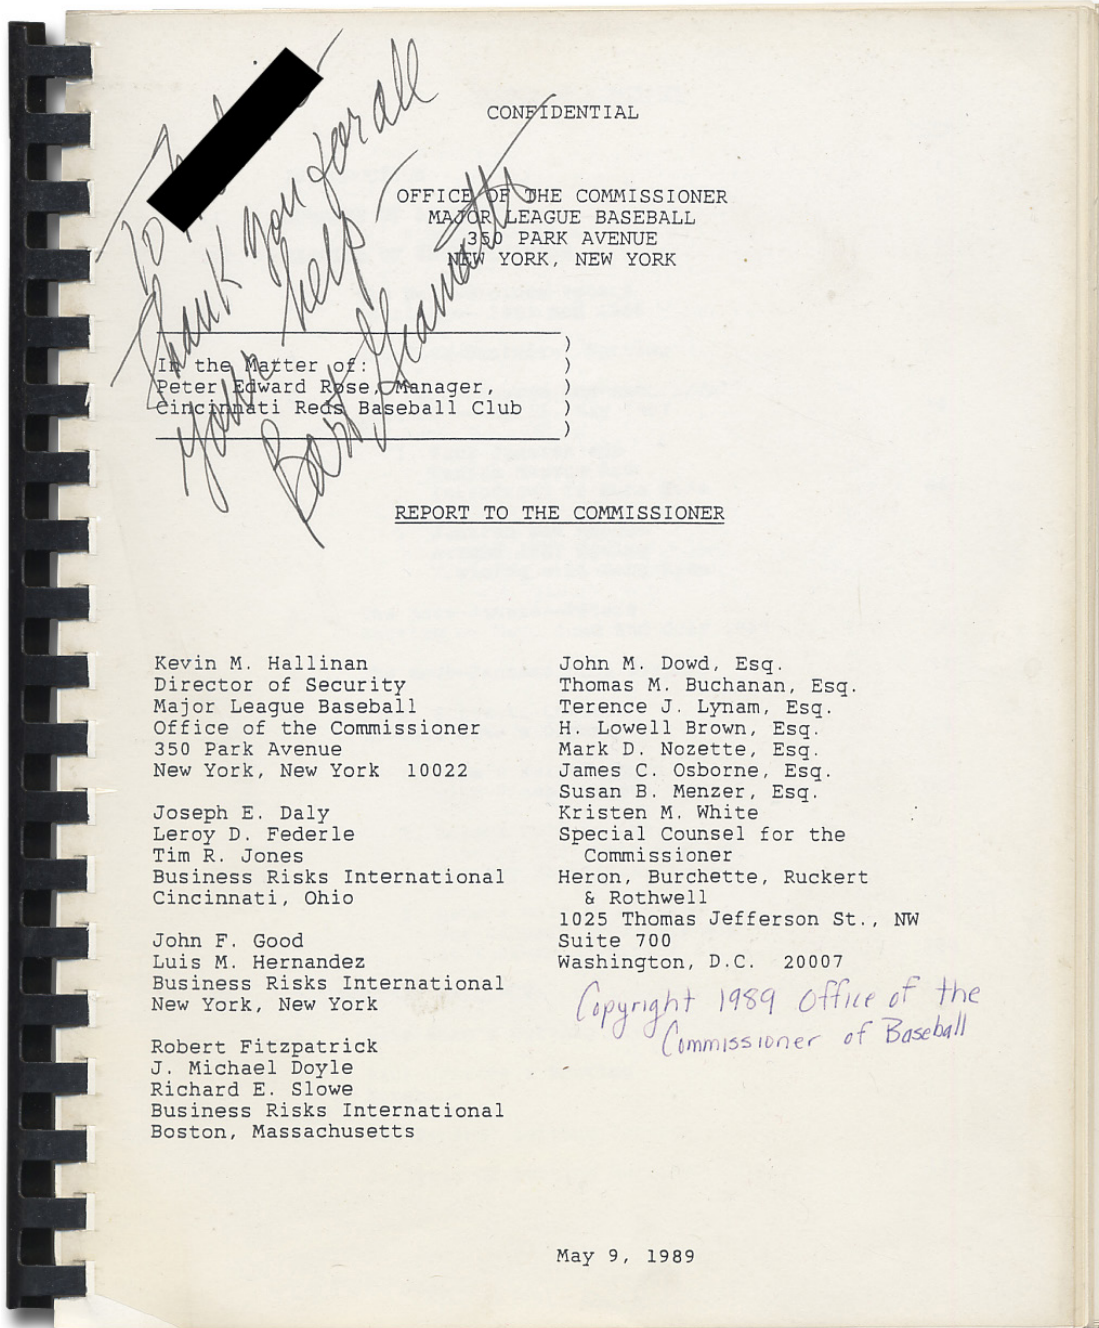 To
Thank you for all
your help -
Bart Giamatti
CONFIDENTIAL
OFFICE OF THE COMMISSIONER
MAJOR LEAGUE BASEBALL
350 PARK AVENUE
NEW YORK, NEW YORK
)
In the Matter of: )
Peter Edward Rose, Manager, )
Cincinnati Reds Baseball Club )
)
REPORT TO THE COMMISSIONER
Kevin M. Hallinan
Director of Security
Major League Baseball
Office of the Commissioner
350 Park Avenue
New York, New York 10022
Joseph E. Daly
Leroy D. Federle
Tim R. Jones
Business Risks International
Cincinnati, Ohio
John F. Good
Luis M. Hernandez
Business Risks International
New York, New York
Robert Fitzpatrick
J. Michael Doyle
Richard E. Slowe
Business Risks International
Boston, Massachusetts
John M. Dowd, Esq.
Thomas M. Buchanan, Esq.
Terence J. Lynam, Esq.
H. Lowell Brown, Esq.
Mark D. Nozette, Esq.
James C. Osborne, Esq.
Susan B. Menzer, Esq.
Kristen M. White
Special Counsel for the
Commissioner
Heron, Burchette, Ruckert
& Rothwell
1025 Thomas Jefferson St., NW
Suite 700
Washington, D.C. 20007
Copyright 1989 Office of the
Commissioner of Baseball
May 9, 1989